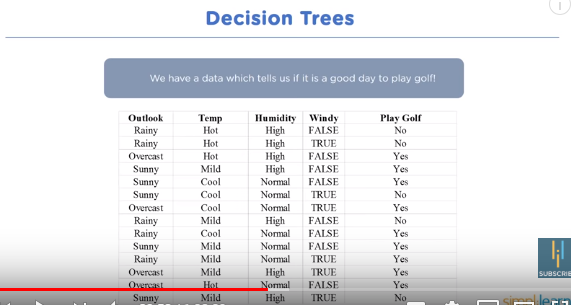 Decision Trees
We have a data which tells us if it is a good day to play golf!
Outlook Temp Humidity Windy Play Golf
Rainy Hot High FALSE No
Rainy Hot High TRUE No
Overcast Hot High FALSE Yes
Sunny Mild High FALSE Yes
Sunny Cool Normal FALSE Yes
Sunny Cool Normal TRUE No
Overcast Cool Normal TRUE Yes
Rainy Mild High FALSE No
Rainy Cool Normal FALSE Yes
Sunny Mild Normal FALSE Yes
Rainy Mild Normal TRUE Yes
Overcast Mild High TRUE Yes
Overcast Hot Normal FALSE Yes
Sunny Mild High TRUE No
SUBSCRIBE